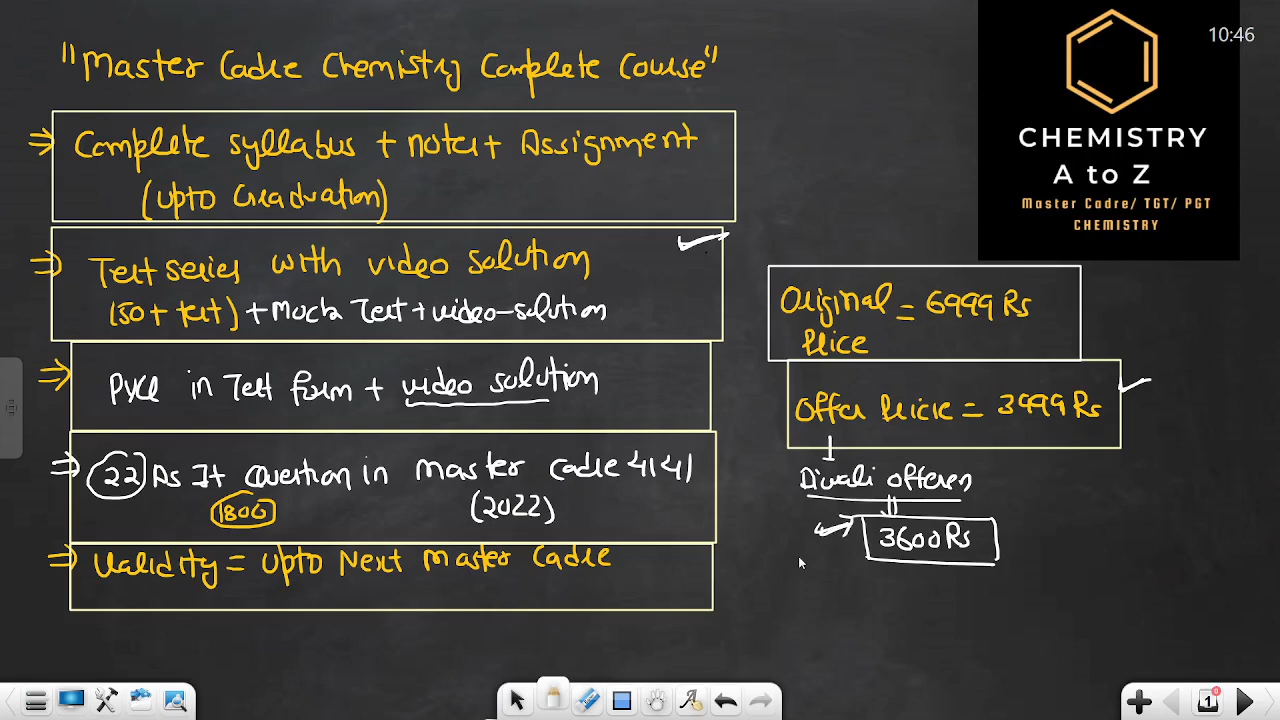 "Master Cadre Chemistry Complete Course"
⇒ Complete syllabus + notes + Assignment
(upto Graduation)
⇒ Test series with video solution
(50+ test) + Mock Test + video-solution
⇒ PYQ in Test form + video solution
⇒ 22 As It Question in master cadre 4141
1800 (2022)
⇒ Validity = upto Next Master Cadre
10:46
CHEMISTRY
A to Z
Master Cadre/ TGT/ PGT
CHEMISTRY
Original = 6999 Rs
Price
Offer Price = 3999 Rs
Diwali offer
3600 Rs
1